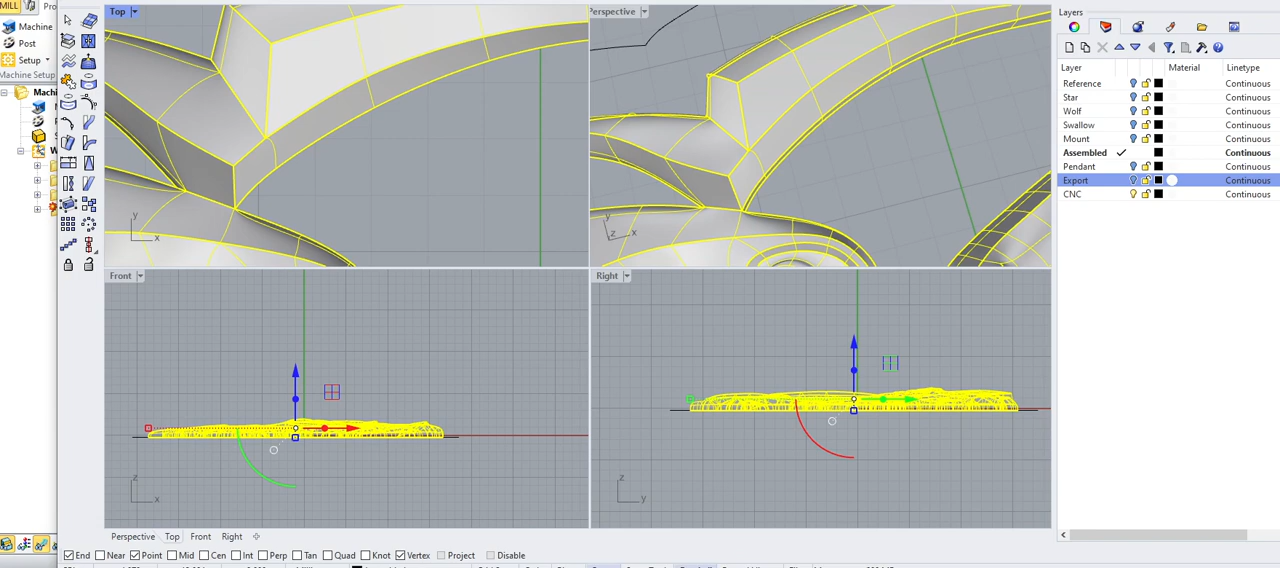 MILL
Pro
Machine
Post
Setup
Machine Setup
Machi
W
Top
Perspective
Front
Right
y
x
y
z
x
z
x
z
y
Perspective
Top
Front
Right
End
Near
Point
Mid
Cen
Int
Perp
Tan
Quad
Knot
Vertex
Project
Disable
Layers
Layer
Material
Linetype
Reference
Continuous
Star
Continuous
Wolf
Continuous
Swallow
Continuous
Mount
Continuous
Assembled
Continuous
Pendant
Continuous
Export
Continuous
CNC
Continuous